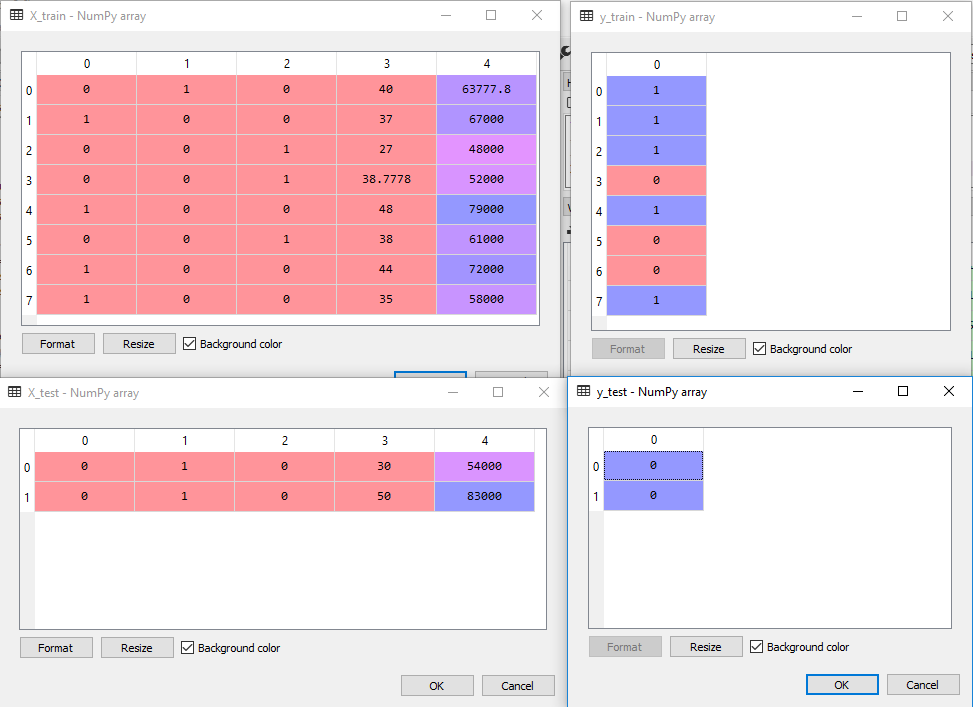 X_train - NumPy array
0 1 2 3 4
0 0 1 0 40 63777.8
1 1 0 0 37 67000
2 0 0 1 27 48000
3 0 0 1 38.7778 52000
4 1 0 0 48 79000
5 0 0 1 38 61000
6 1 0 0 44 72000
7 1 0 0 35 58000
Format Resize Background color
y_train - NumPy array
0
0 1
1 1
2 1
3 0
4 1
5 0
6 0
7 1
Format Resize Background color
X_test - NumPy array
0 1 2 3 4
0 0 1 0 30 54000
1 0 1 0 50 83000
Format Resize Background color
OK Cancel
y_test - NumPy array
0
0 0
1 0
Format Resize Background color
OK Cancel